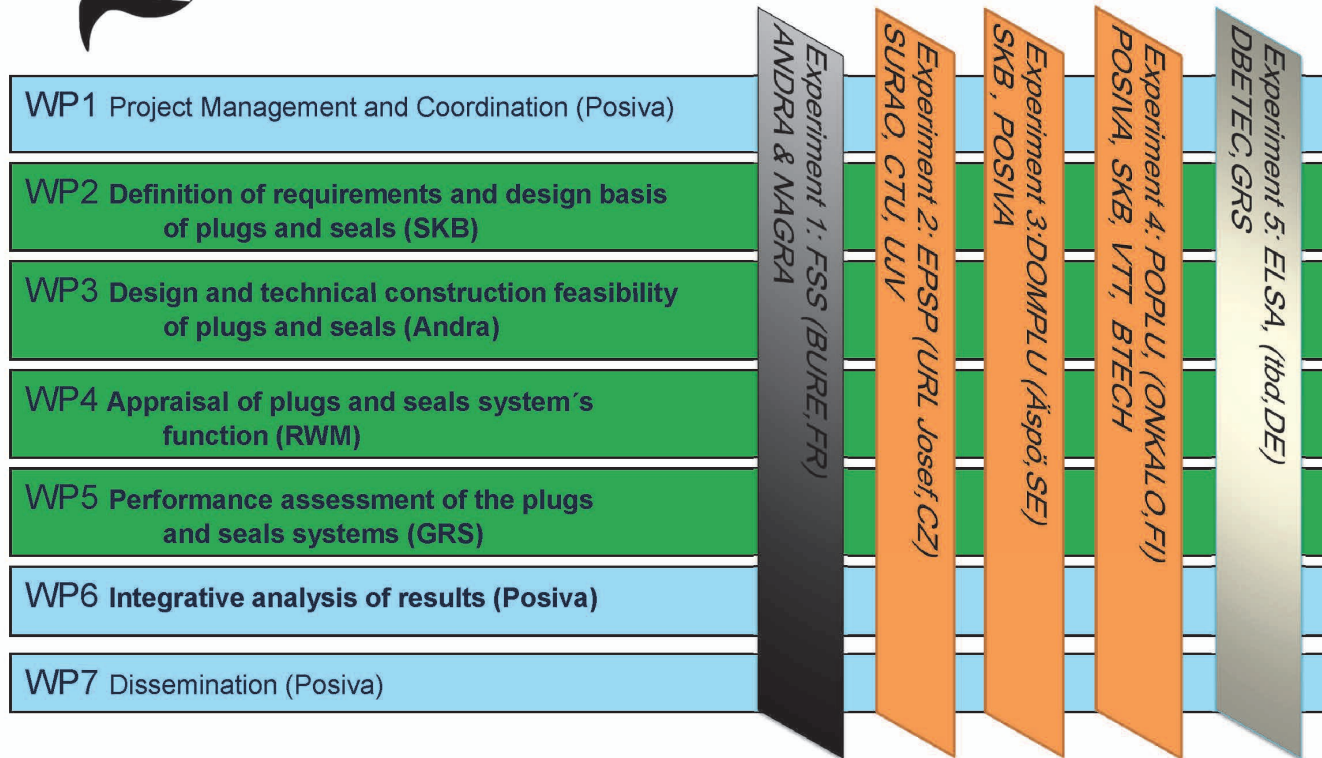 WP1 Project Management and Coordination (Posiva)
WP2 Definition of requirements and design basis
of plugs and seals (SKB)
WP3 Design and technical construction feasibility
of plugs and seals (Andra)
WP4 Appraisal of plugs and seals system´s
function (RWM)
WP5 Performance assessment of the plugs
and seals systems (GRS)
WP6 Integrative analysis of results (Posiva)
WP7 Dissemination (Posiva)
Experiment 1: FSS (BURE,FR)
ANDRA & NAGRA
Experiment 2: EPSP (URL Josef,CZ)
SURAO, CTU, UJV
Experiment 3:DOMPLU (Äspö,SE)
SKB , POSIVA
Experiment 4: POPLU, (ONKALO,FI)
POSIVA, SKB, VTT, BTECH
Experiment 5: ELSA, (tbd,DE)
DBETEC,GRS